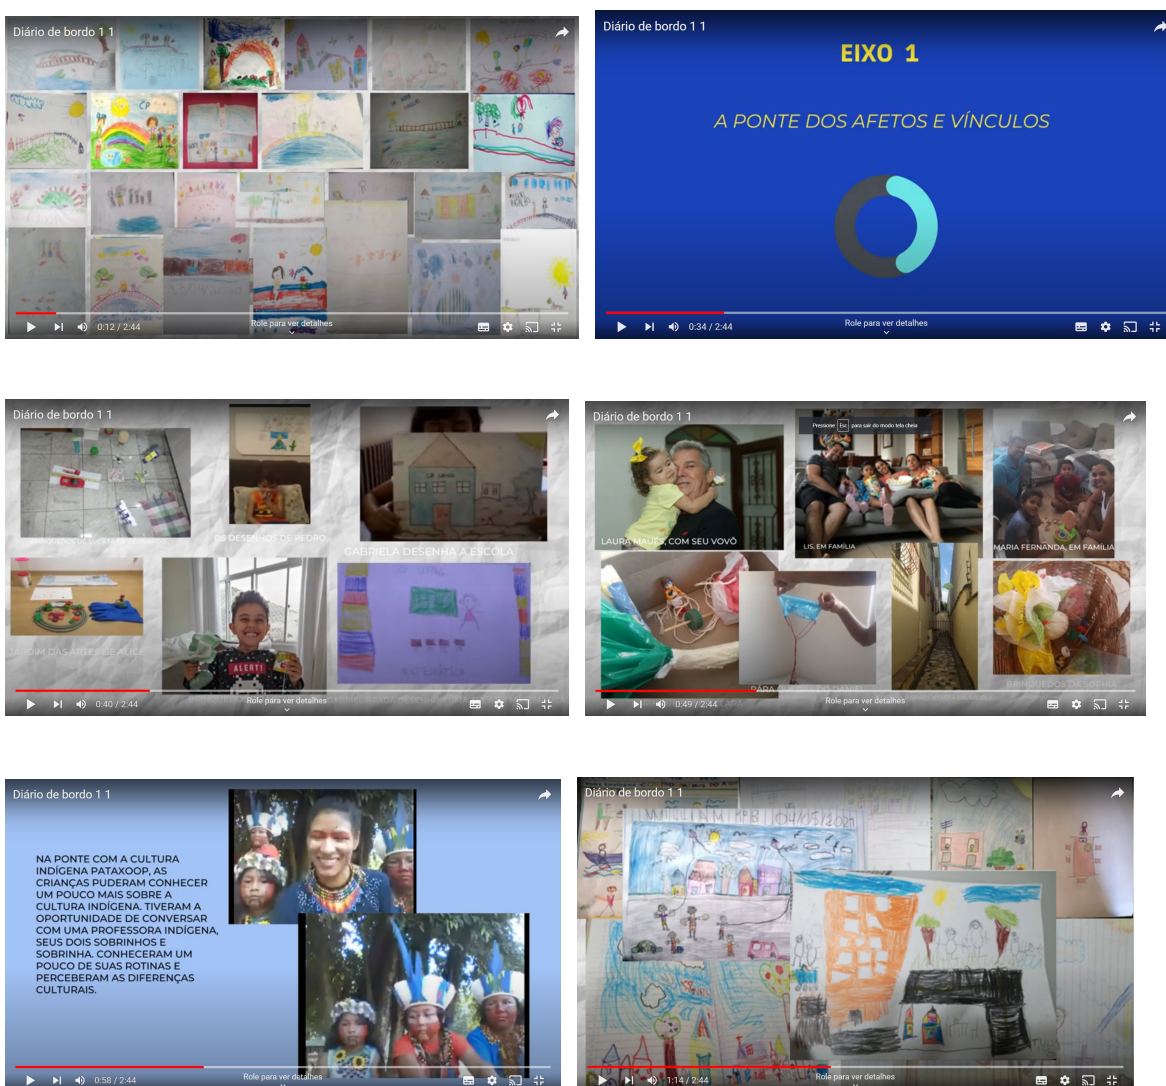 Diário de bordo 1 1
0:12 / 2:44
Role para ver detalhes
Diário de bordo 1 1
EIXO 1
A PONTE DOS AFETOS E VÍNCULOS
0:34 / 2:44
Role para ver detalhes
Diário de bordo 1 1
OS DESENHOS DE PEDRO
GABRIELA DESENHA A ESCOLA
JARDIM DAS ARTES DE ALICE
ALERT!
0:40 / 2:44
Role para ver detalhes
Diário de bordo 1 1
Pressione Esc para sair do modo tela cheia
LAURA MAUÉS, COM SEU VOVÔ
LIS, EM FAMÍLIA
MARIA FERNANDA, EM FAMÍLIA
BRINQUEDOS DA SOPHIA
0:49 / 2:44
Role para ver detalhes
Diário de bordo 1 1
NA PONTE COM A CULTURA
INDÍGENA PATAXOOP, AS
CRIANÇAS PUDERAM CONHECER
UM POUCO MAIS SOBRE A
CULTURA INDÍGENA. TIVERAM A
OPORTUNIDADE DE CONVERSAR
COM UMA PROFESSORA INDÍGENA,
SEUS DOIS SOBRINHOS E
SOBRINHA. CONHECERAM UM
POUCO DE SUAS ROTINAS E
PERCEBERAM AS DIFERENÇAS
CULTURAIS.
0:58 / 2:44
Role para ver detalhes
Diário de bordo 1 1
1:14 / 2:44
Role para ver detalhes